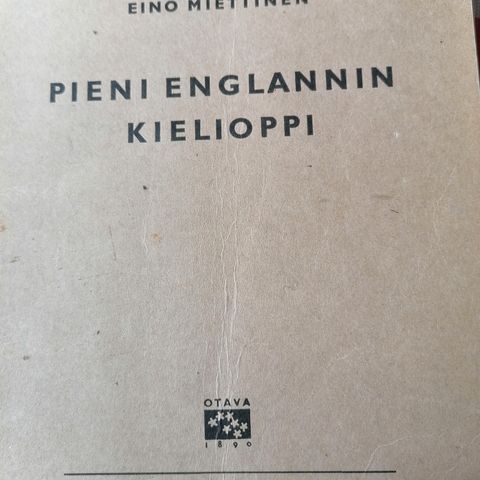 EINO MIETTINEN
PIENI ENGLANNIN
KIELIOPPI
OTAVA
1890